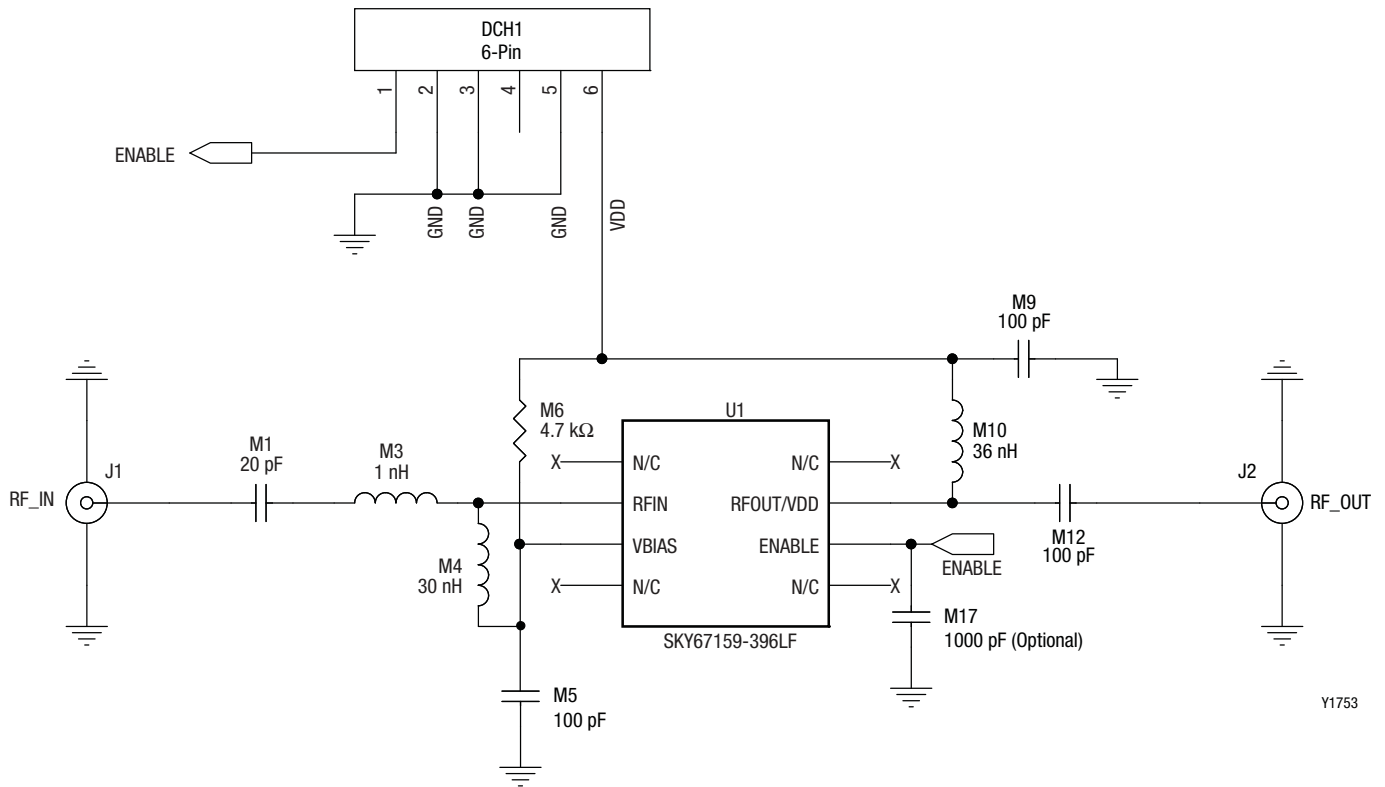 DCH1
6-Pin
1
2
3
4
5
6
ENABLE
GND
GND
GND
VDD
M9
100 pF
M6
4.7 kΩ
U1
M10
36 nH
M1
20 pF
M3
1 nH
J1
RF_IN
N/C
N/C
X
X
RFIN
RFOUT/VDD
J2
RF_OUT
M4
30 nH
VBIAS
ENABLE
ENABLE
M12
100 pF
X
N/C
N/C
X
SKY67159-396LF
M17
1000 pF (Optional)
M5
100 pF
Y1753